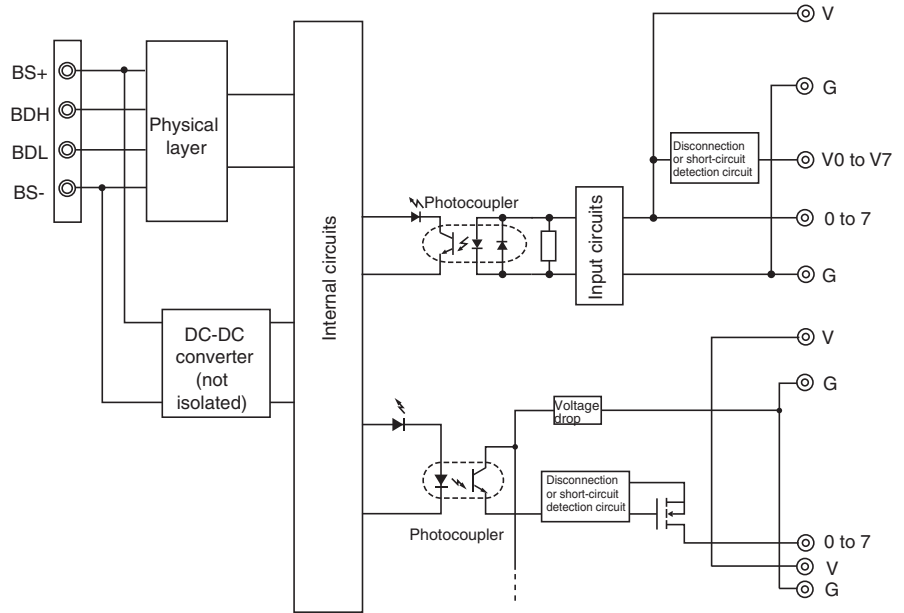 BS+
BDH
BDL
BS-
Physical
layer
DC-DC
converter
(not
isolated)
Internal circuits
Photocoupler
Input circuits
V
G
Disconnection
or short-circuit
detection circuit
V0 to V7
0 to 7
G
V
G
Voltage
drop
Photocoupler
Disconnection
or short-circuit
detection circuit
0 to 7
V
G